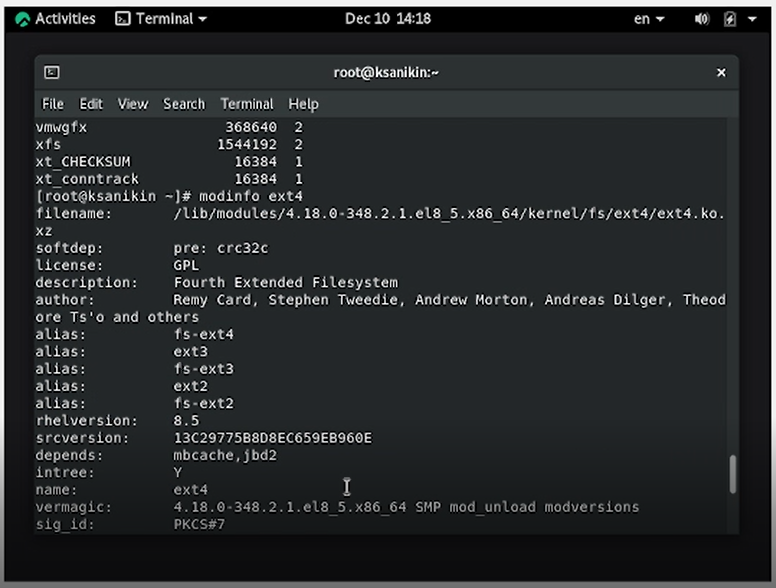 Activities
Terminal
Dec 10 14:18
en
root@ksanikin:~
File Edit View Search Terminal Help
vmwgfx 368640 2
xfs 1544192 2
xt_CHECKSUM 16384 1
xt_conntrack 16384 1
[root@ksanikin ~]# modinfo ext4
filename: /lib/modules/4.18.0-348.2.1.el8_5.x86_64/kernel/fs/ext4/ext4.ko.
xz
softdep: pre: crc32c
license: GPL
description: Fourth Extended Filesystem
author: Remy Card, Stephen Tweedie, Andrew Morton, Andreas Dilger, Theod
ore Ts'o and others
alias: fs-ext4
alias: ext3
alias: fs-ext3
alias: ext2
alias: fs-ext2
rhelversion: 8.5
srcversion: 13C29775B8D8EC659EB960E
depends: mbcache,jbd2
intree: Y
name: ext4
vermagic: 4.18.0-348.2.1.el8_5.x86_64 SMP mod_unload modversions
sig_id: PKCS#7